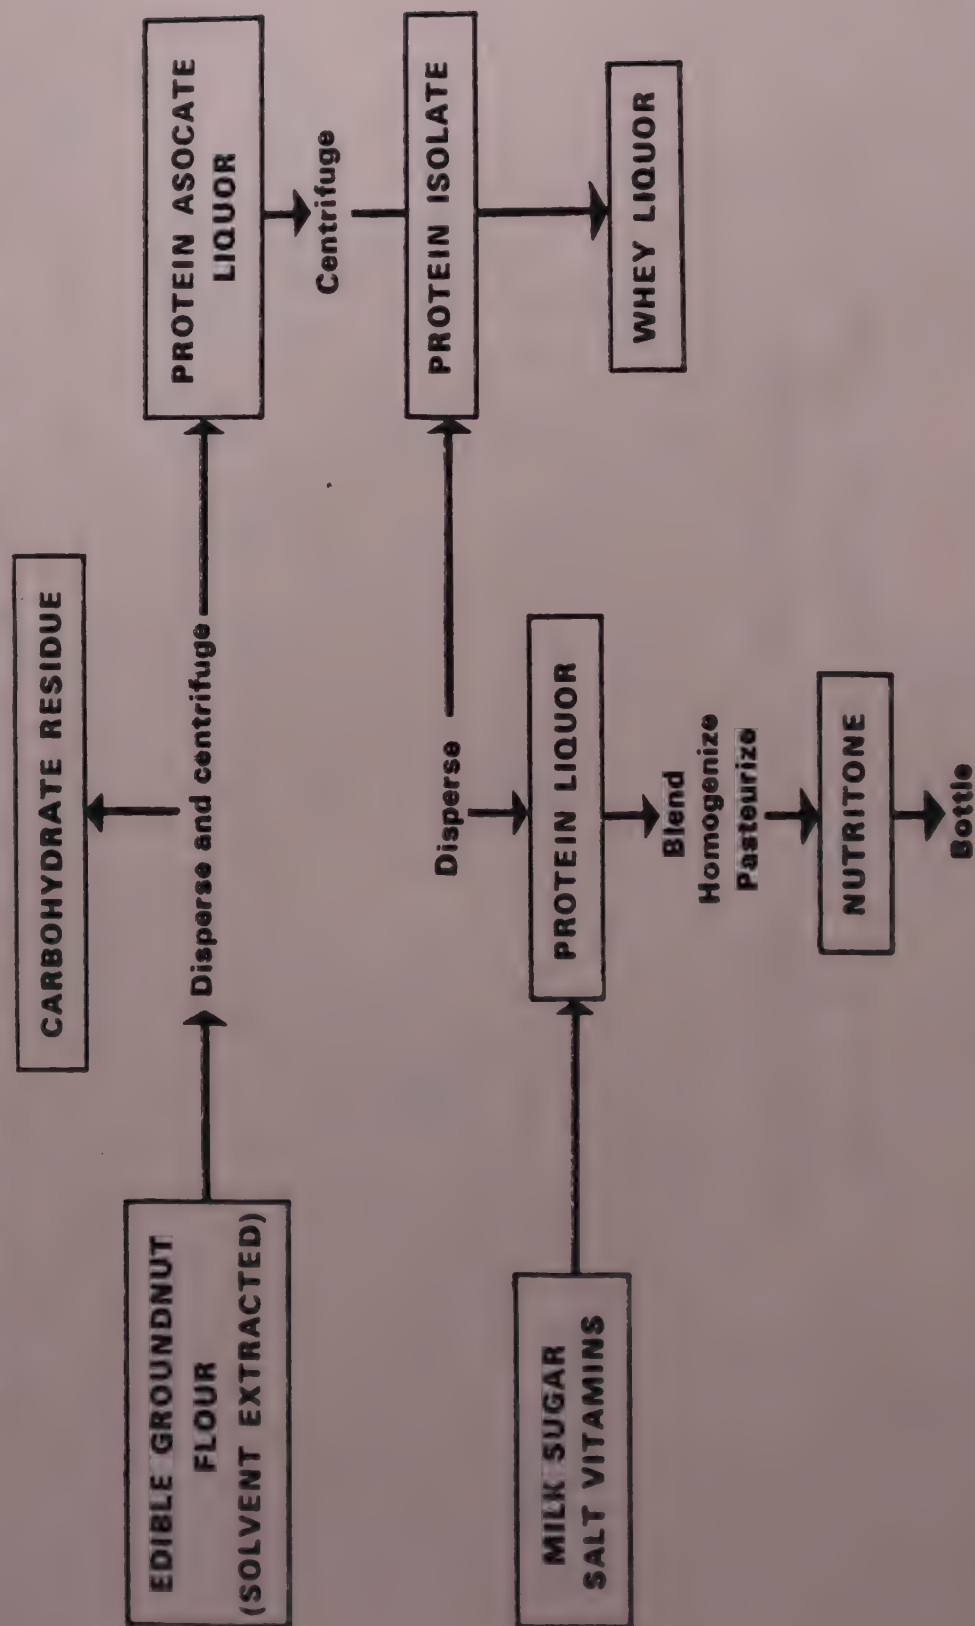 CARBOHYDRATE RESIDUE
EDIBLE GROUNDNUT
FLOUR
(SOLVENT EXTRACTED)
Disperse and centrifuge
PROTEIN ASOCATE
LIQUOR
Centrifuge
PROTEIN ISOLATE
WHEY LIQUOR
Disperse
MILK SUGAR
SALT VITAMINS
PROTEIN LIQUOR
Blend
Homogenize
Pasteurize
NUTRITONE
Bottle